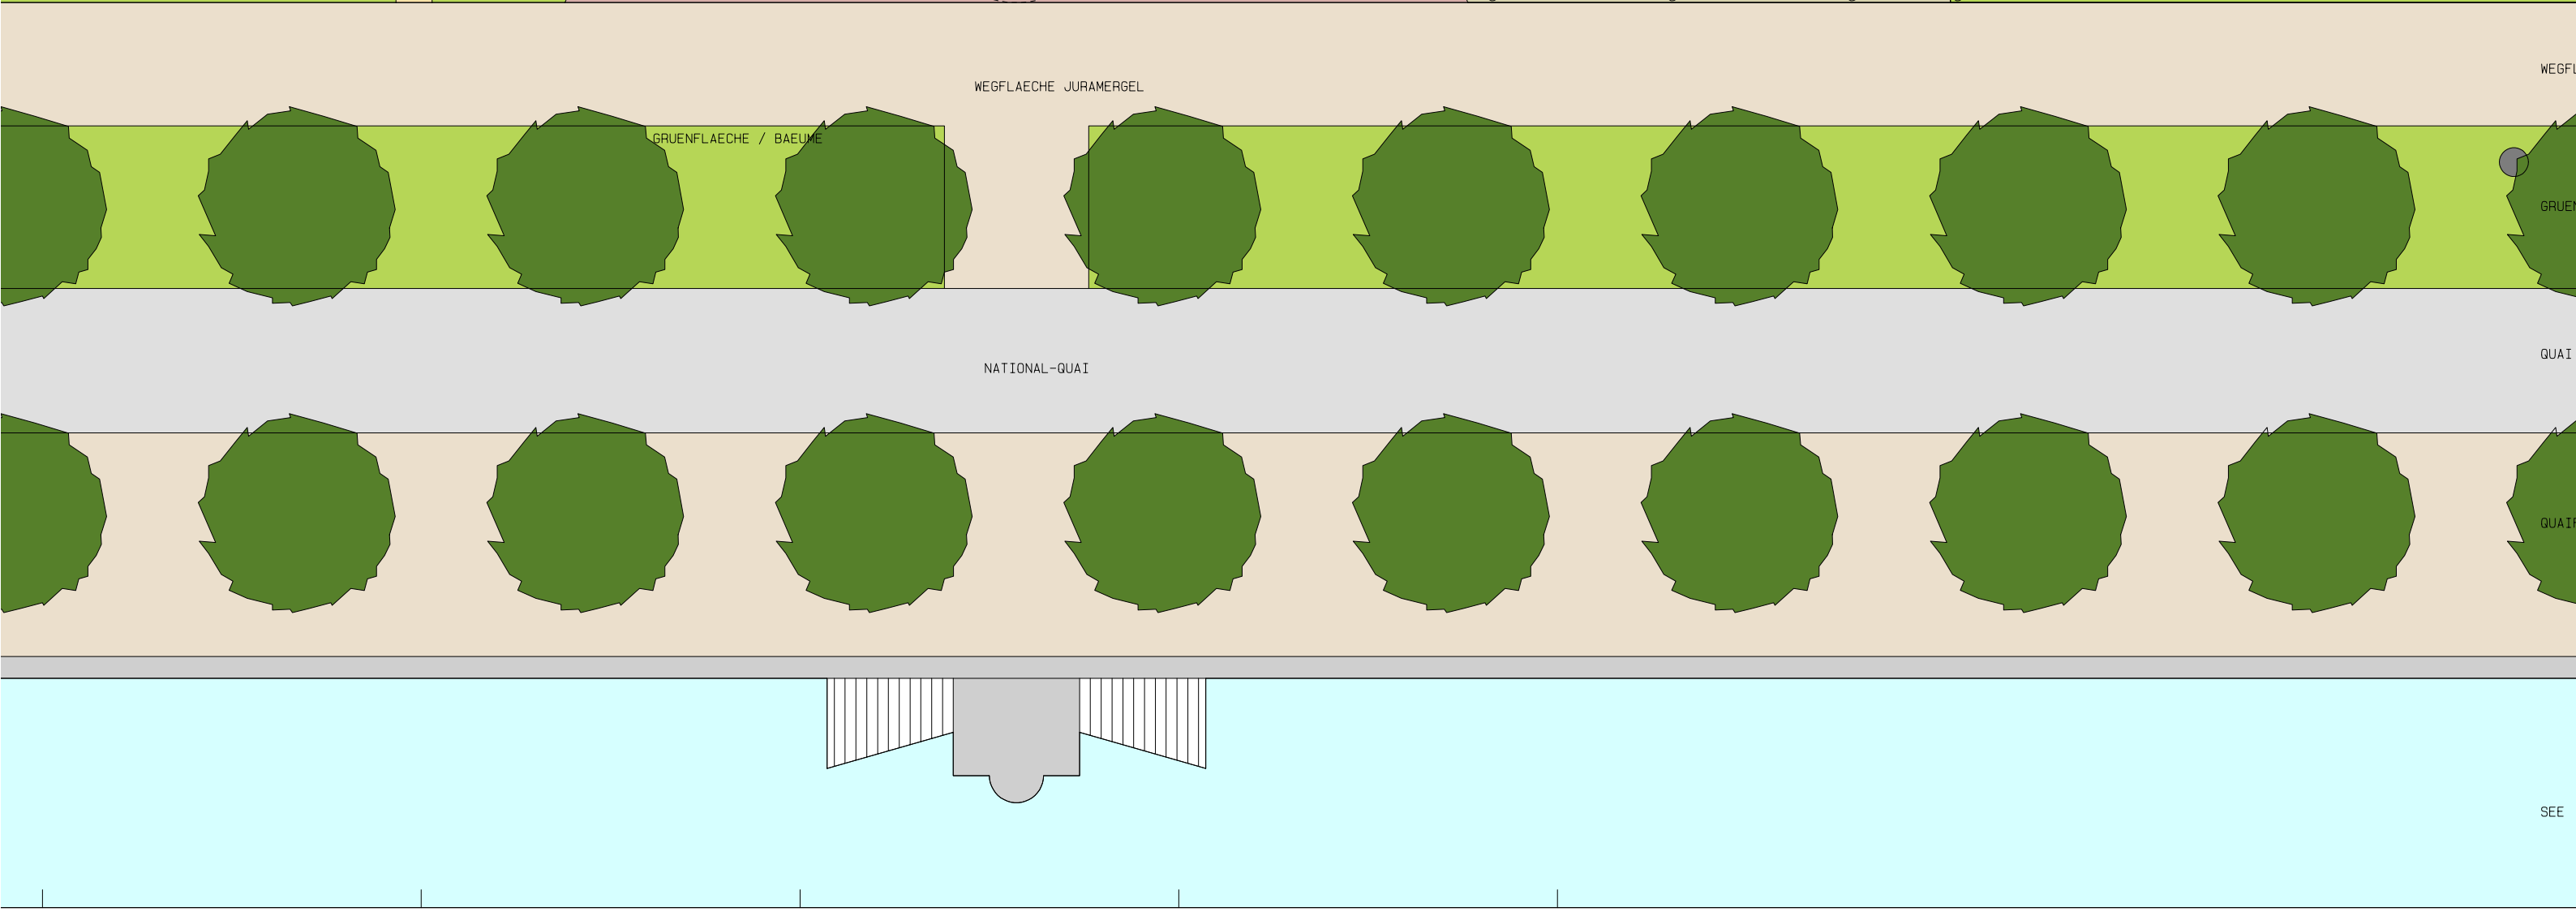 WEGFLAECHE JURAMERGEL
GRUENFLAECHE / BAEUME
NATIONAL-QUAI
QUAI
SEE